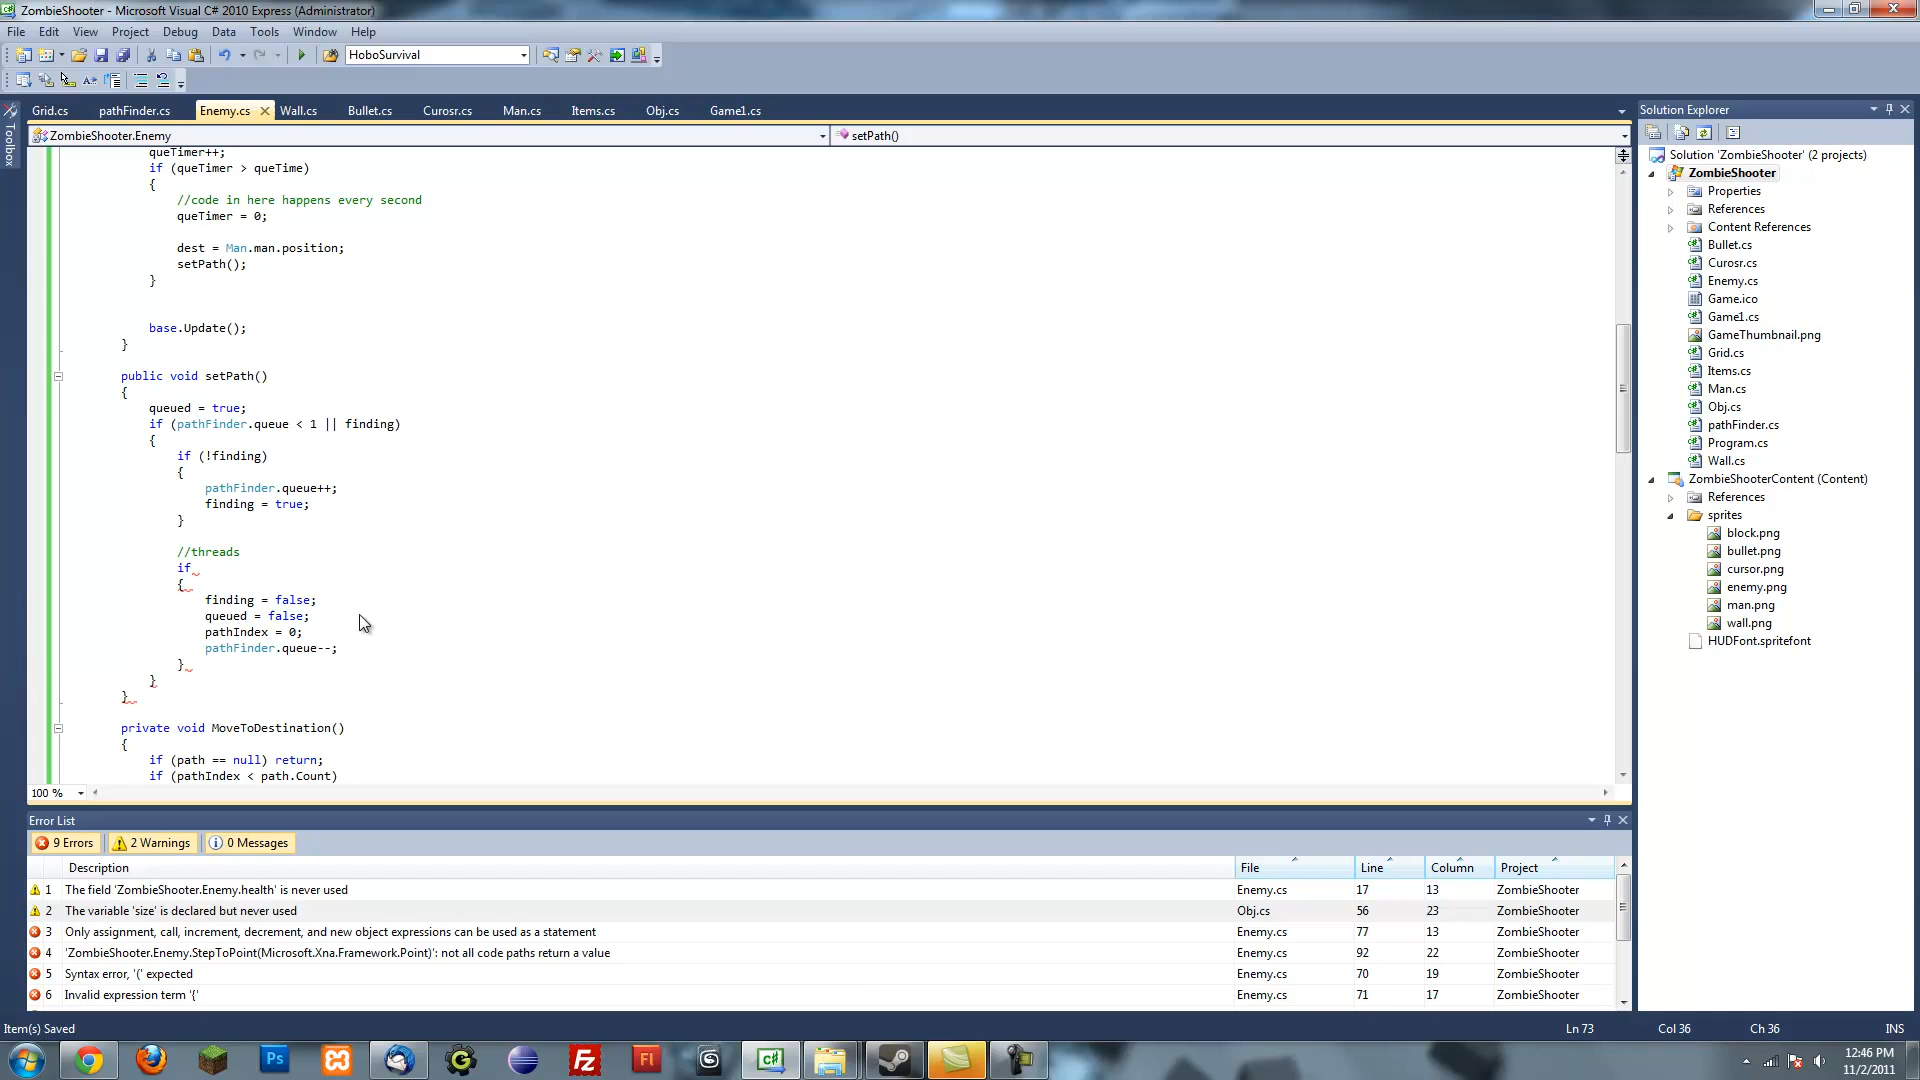 ZombieShooter - Microsoft Visual C# 2010 Express (Administrator)
File Edit View Project Debug Data Tools Window Help
HoboSurvival
Grid.cs pathFinder.cs Enemy.cs Wall.cs Bullet.cs Curosr.cs Man.cs Items.cs Obj.cs Game1.cs
ZombieShooter.Enemy setPath()
Toolbox
queTimer++;
if (queTimer > queTime)
{
//code in here happens every second
queTimer = 0;
dest = Man.man.position;
setPath();
}
base.Update();
}
public void setPath()
{
queued = true;
if (pathFinder.queue < 1 || finding)
{
if (!finding)
{
pathFinder.queue++;
finding = true;
}
//threads
if
{
finding = false;
queued = false;
pathIndex = 0;
pathFinder.queue--;
}
}
}
private void MoveToDestination()
{
if (path == null) return;
if (pathIndex < path.Count)
100 %
Solution Explorer
Solution 'ZombieShooter' (2 projects)
ZombieShooter
Properties
References
Content References
Bullet.cs
Curosr.cs
Enemy.cs
Game.ico
Game1.cs
GameThumbnail.png
Grid.cs
Items.cs
Man.cs
Obj.cs
pathFinder.cs
Program.cs
Wall.cs
ZombieShooterContent (Content)
References
sprites
block.png
bullet.png
cursor.png
enemy.png
man.png
wall.png
HUDFont.spritefont
Error List
9 Errors 2 Warnings 0 Messages
Description File Line Column Project
1 The field 'ZombieShooter.Enemy.health' is never used Enemy.cs 17 13 ZombieShooter
2 The variable 'size' is declared but never used Obj.cs 56 23 ZombieShooter
3 Only assignment, call, increment, decrement, and new object expressions can be used as a statement Enemy.cs 77 13 ZombieShooter
4 'ZombieShooter.Enemy.StepToPoint(Microsoft.Xna.Framework.Point)': not all code paths return a value Enemy.cs 92 22 ZombieShooter
5 Syntax error, '(' expected Enemy.cs 70 19 ZombieShooter
6 Invalid expression term '{' Enemy.cs 71 17 ZombieShooter
Item(s) Saved Ln 73 Col 36 Ch 36 INS
12:46 PM
11/2/2011